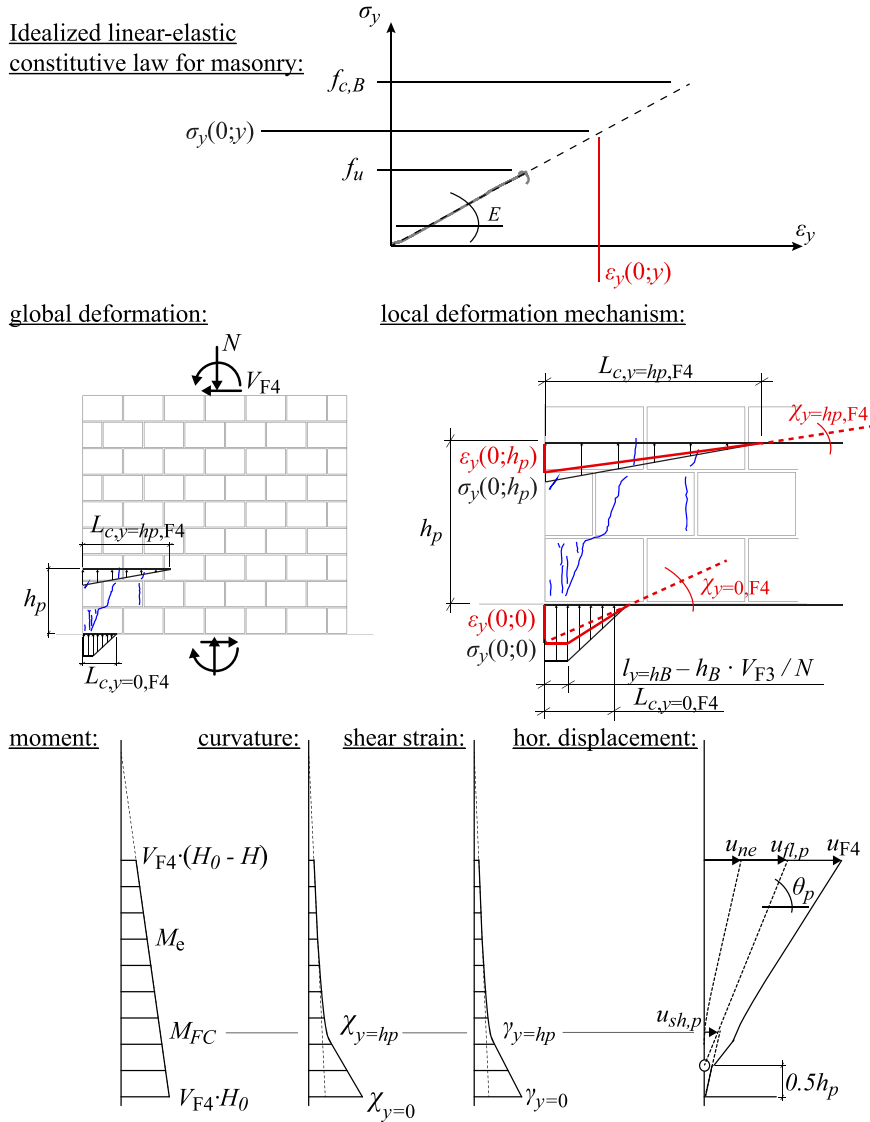 Idealized linear-elastic
constitutive law for masonry:
σy
fc,B
σy(0;y)
fu
E
εy
εy(0;y)
global deformation:
local deformation mechanism:
N
VF4
Lc,y=hp,F4
hp
Lc,y=0,F4
Lc,y=hp,F4
χy=hp,F4
εy(0;hp)
σy(0;hp)
hp
χy=0,F4
εy(0;0)
σy(0;0)
ly=hB – hB · VF3 / N
Lc,y=0,F4
moment:
curvature:
shear strain:
hor. displacement:
VF4·(H0 - H)
Me
MFC
VF4·H0
χy=hp
χy=0
γy=hp
γy=0
une
ufl,p
uF4
θp
ush,p
0.5hp